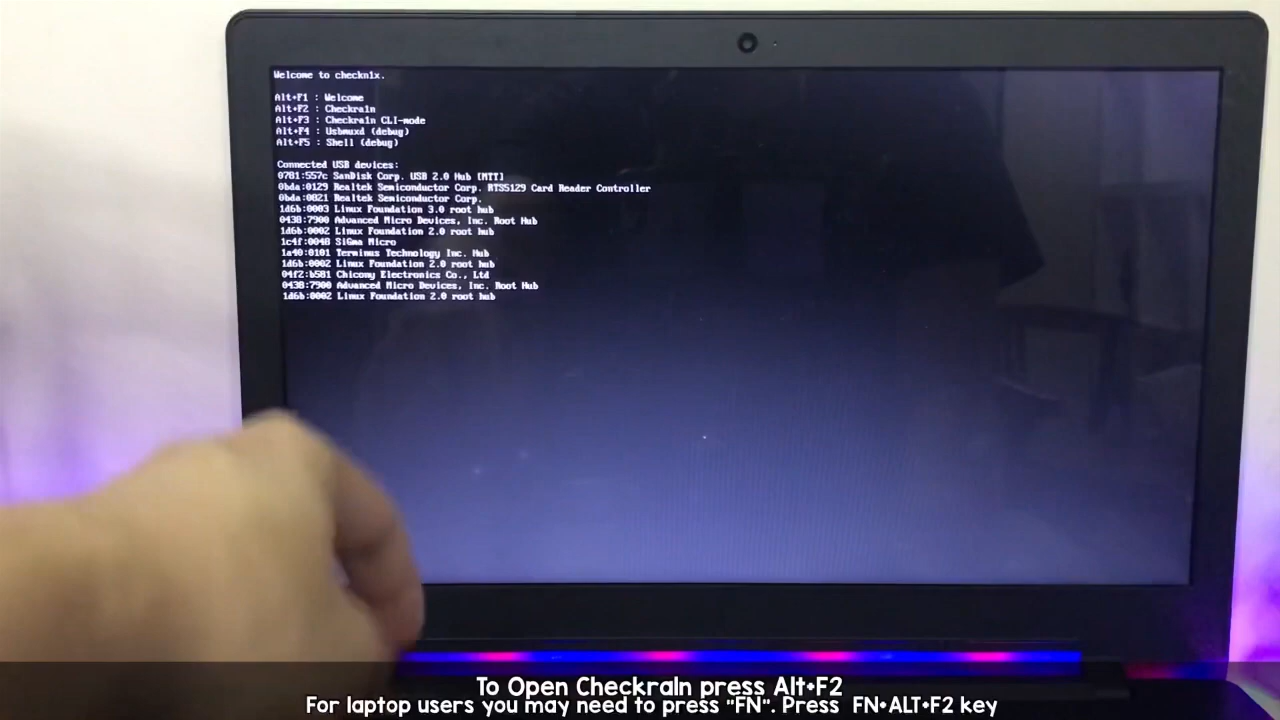 Welcome to checkn1x.
Alt+F1 : Welcome
Alt+F2 : Checkra1n
Alt+F3 : Checkra1n CLI-mode
Alt+F4 : Usbmuxd (debug)
Alt+F5 : Shell (debug)
Connected USB devices:
0781:557c SanDisk Corp. USB 2.0 Hub [MTT]
0bda:0129 Realtek Semiconductor Corp. RTS5129 Card Reader Controller
0bda:0821 Realtek Semiconductor Corp.
1d6b:0003 Linux Foundation 3.0 root hub
0438:7900 Advanced Micro Devices, Inc. Root Hub
1d6b:0002 Linux Foundation 2.0 root hub
1c4f:0048 SiGma Micro
1a40:0101 Terminus Technology Inc. Hub
1d6b:0002 Linux Foundation 2.0 root hub
04f2:b581 Chicony Electronics Co., Ltd
0438:7900 Advanced Micro Devices, Inc. Root Hub
1d6b:0002 Linux Foundation 2.0 root hub
To Open Checkra1n press Alt+F2
For laptop users you may need to press "FN". Press FN+ALT+F2 key